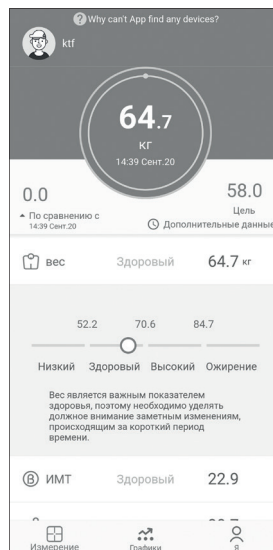 Why can't App find any devices?
ktf
64.7
кг
14:39 Сент.20
0.0
58.0
По сравнению с
14:39 Сент.20
Цель
Дополнительные данные
вес Здоровый 64.7 кг
52.2 70.6 84.7
Низкий Здоровый Высокий Ожирение
Вес является важным показателем
здоровья, поэтому необходимо уделять
должное внимание заметным изменениям,
происходящим за короткий период
времени.
B ИМТ Здоровый 22.9
Измерение Графики Я